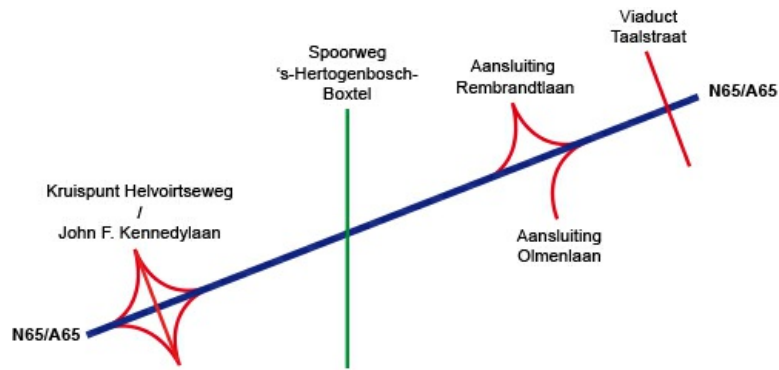 Viaduct
Taalstraat
Spoorweg
‘s-Hertogenbosch-
Boxtel
Aansluiting
Rembrandtlaan
N65/A65
Kruispunt Helvoirtseweg
/
John F. Kennedylaan
Aansluiting
Olmenlaan
N65/A65